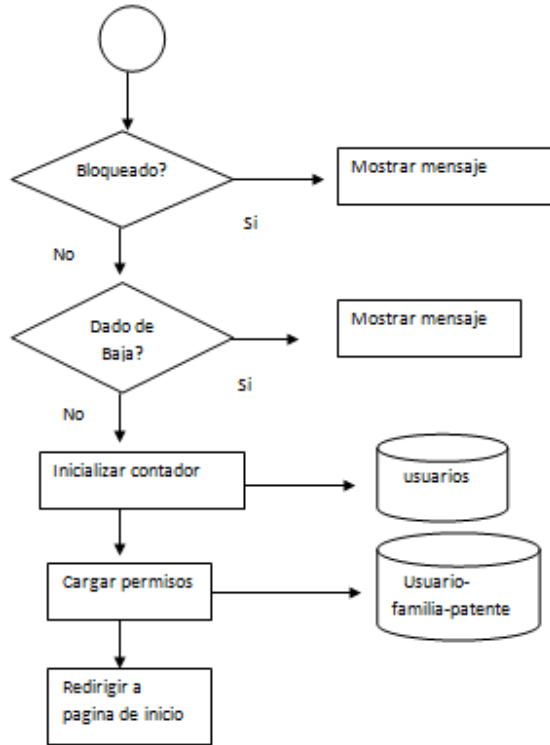 Bloqueado?
Mostrar mensaje
Si
No
Dado de
Baja?
Mostrar mensaje
Si
No
Inicializar contador
usuarios
Cargar permisos
Usuario-
familia-patente
Redirigir a
pagina de inicio